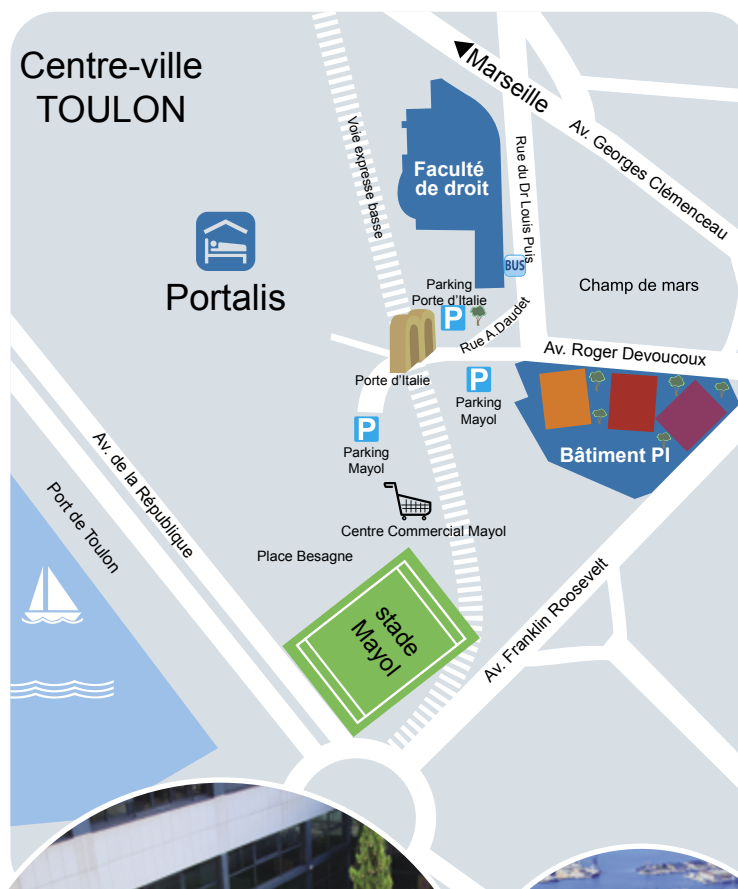 Centre-ville
TOULON
Marseille
Av. Georges Clémenceau
Voie expresse basse
Faculté
de droit
Rue du Dr Louis Puis
BUS
Portalis
Parking
Porte d'Italie
P
Champ de mars
Rue A.Daudet
Av. Roger Devoucoux
Porte d'Italie
P
Parking
Mayol
P
Parking
Mayol
Bâtiment PI
Av. de la République
Port de Toulon
Centre Commercial Mayol
Place Besagne
stade
Mayol
Av. Franklin Roosevelt